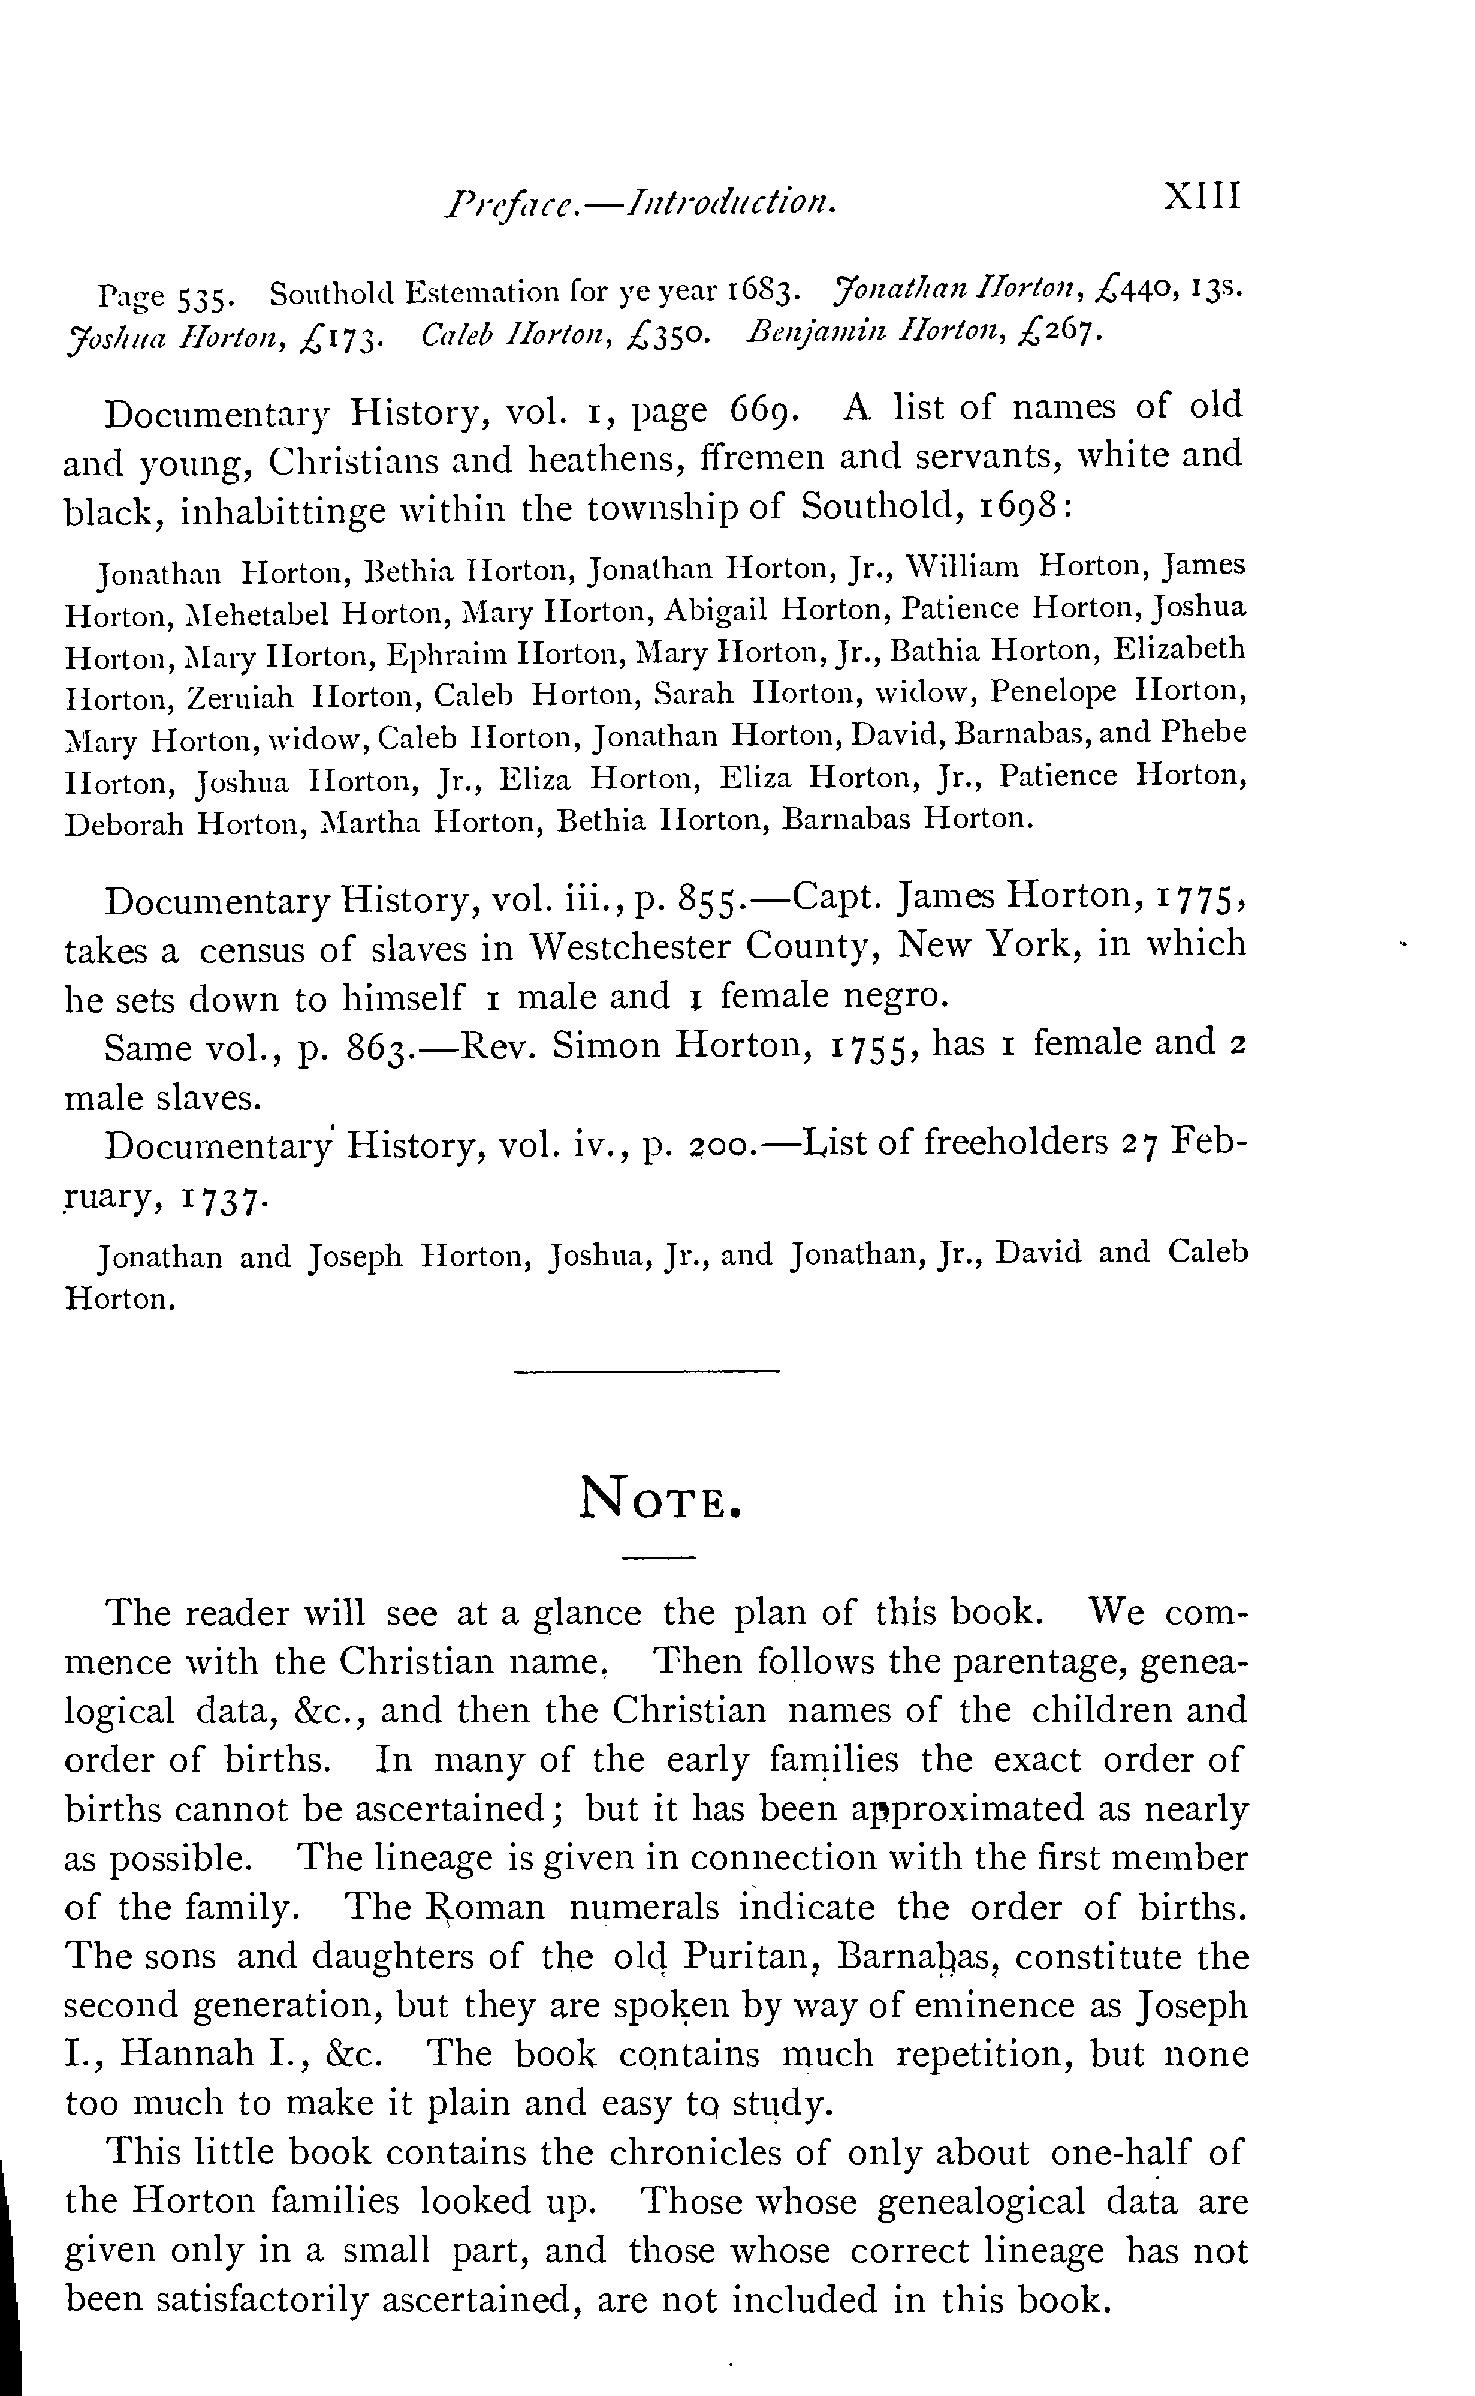 Preface.—Introduction. XIII
Page 535. Southold Estemation for ye year 1683. Jonathan Horton, £440, 13s.
Joshua Horton, £173. Caleb Horton, £350. Benjamin Horton, £267.
Documentary History, vol. 1, page 669. A list of names of old
and young, Christians and heathens, ffremen and servants, white and
black, inhabittinge within the township of Southold, 1698:
Jonathan Horton, Bethia Horton, Jonathan Horton, Jr., William Horton, James
Horton, Mehetabel Horton, Mary Horton, Abigail Horton, Patience Horton, Joshua
Horton, Mary Horton, Ephraim Horton, Mary Horton, Jr., Bathia Horton, Elizabeth
Horton, Zeruiah Horton, Caleb Horton, Sarah Horton, widow, Penelope Horton,
Mary Horton, widow, Caleb Horton, Jonathan Horton, David, Barnabas, and Phebe
Horton, Joshua Horton, Jr., Eliza Horton, Eliza Horton, Jr., Patience Horton,
Deborah Horton, Martha Horton, Bethia Horton, Barnabas Horton.
Documentary History, vol. iii., p. 855.—Capt. James Horton, 1775,
takes a census of slaves in Westchester County, New York, in which
he sets down to himself 1 male and 1 female negro.
Same vol., p. 863.—Rev. Simon Horton, 1755, has 1 female and 2
male slaves.
Documentary History, vol. iv., p. 200.—List of freeholders 27 Feb-
ruary, 1737.
Jonathan and Joseph Horton, Joshua, Jr., and Jonathan, Jr., David and Caleb
Horton.
NOTE.
The reader will see at a glance the plan of this book. We com-
mence with the Christian name. Then follows the parentage, genea-
logical data, &c., and then the Christian names of the children and
order of births. In many of the early families the exact order of
births cannot be ascertained; but it has been approximated as nearly
as possible. The lineage is given in connection with the first member
of the family. The Roman numerals indicate the order of births.
The sons and daughters of the old Puritan, Barnabas, constitute the
second generation, but they are spoken by way of eminence as Joseph
I., Hannah I., &c. The book contains much repetition, but none
too much to make it plain and easy to study.
This little book contains the chronicles of only about one-half of
the Horton families looked up. Those whose genealogical data are
given only in a small part, and those whose correct lineage has not
been satisfactorily ascertained, are not included in this book.